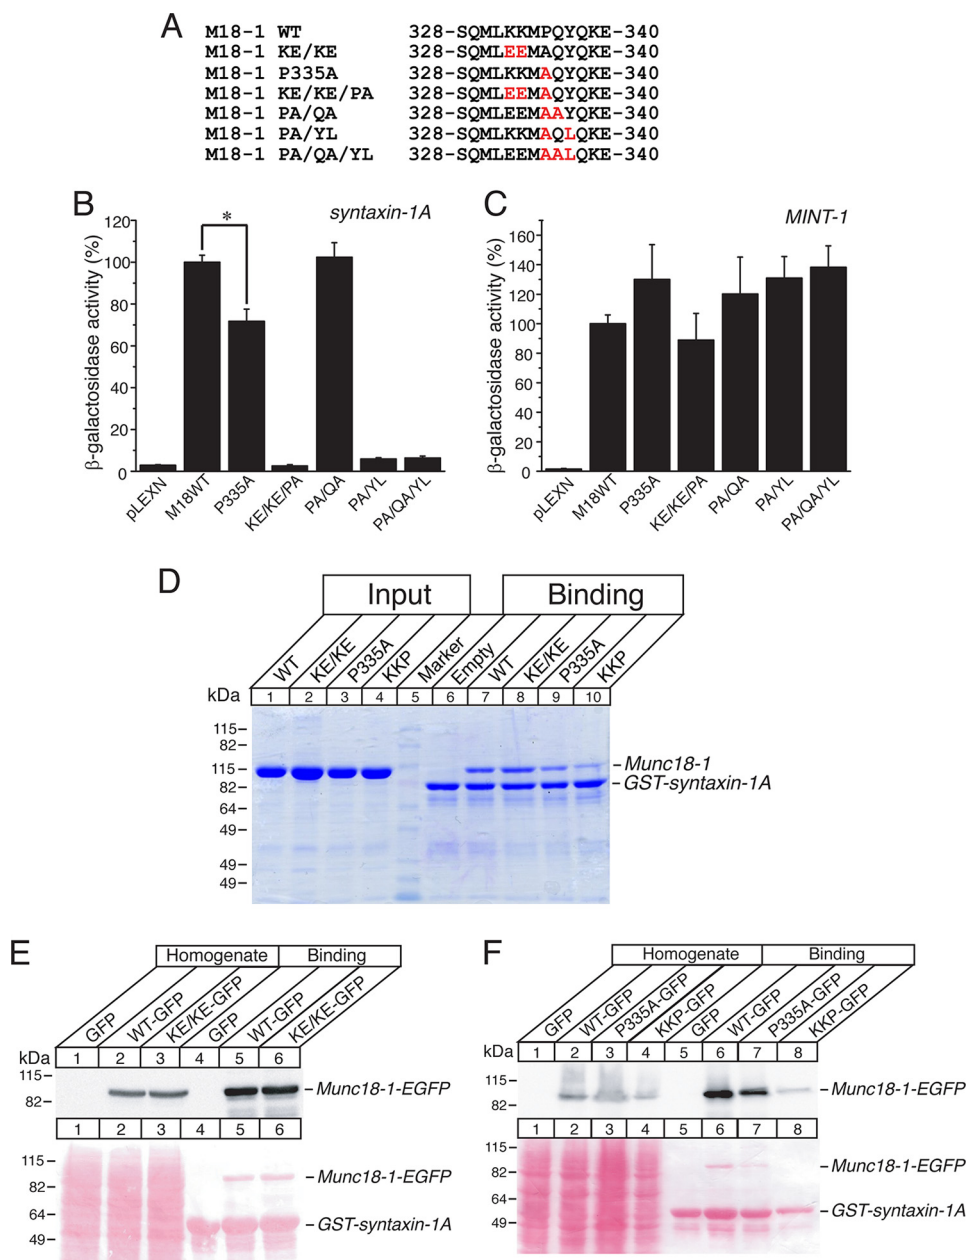 A
M18-1 WT 328-SQMLKKMPQYQKE-340
M18-1 KE/KE 328-SQMLEEMAQYQKE-340
M18-1 P335A 328-SQMLKKMAQYQKE-340
M18-1 KE/KE/PA 328-SQMLEEMAQYQKE-340
M18-1 PA/QA 328-SQMLEEMAAYQKE-340
M18-1 PA/YL 328-SQMLKKMAQLQKE-340
M18-1 PA/QA/YL 328-SQMLEEMAALQKE-340
B
syntaxin-1A
β-galactosidase activity (%)
120
100
80
60
40
20
0
*
pLEXN
M18WT
P335A
KE/KE/PA
PA/QA
PA/YL
PA/QA/YL
C
MINT-1
β-galactosidase activity (%)
160
140
120
100
80
60
40
20
0
pLEXN
M18WT
P335A
KE/KE/PA
PA/QA
PA/YL
PA/QA/YL
D
Input Binding
WT KE/KE P335A KKP Marker Empty WT KE/KE P335A KKP
kDa 1 2 3 4 5 6 7 8 9 10
115
82
115
82
64
49
49
49
Munc18-1
GST-syntaxin-1A
E
Homogenate Binding
GFP WT-GFP KE/KE-GFP GFP WT-GFP KE/KE-GFP
kDa 1 2 3 4 5 6
115
82
Munc18-1-EGFP
1 2 3 4 5 6
115
82
64
49
Munc18-1-EGFP
GST-syntaxin-1A
F
Homogenate Binding
GFP WT-GFP P335A-GFP KKP-GFP GFP WT-GFP P335A-GFP KKP-GFP
kDa 1 2 3 4 5 6 7 8
115
82
Munc18-1-EGFP
1 2 3 4 5 6 7 8
115
82
64
49
Munc18-1-EGFP
GST-syntaxin-1A